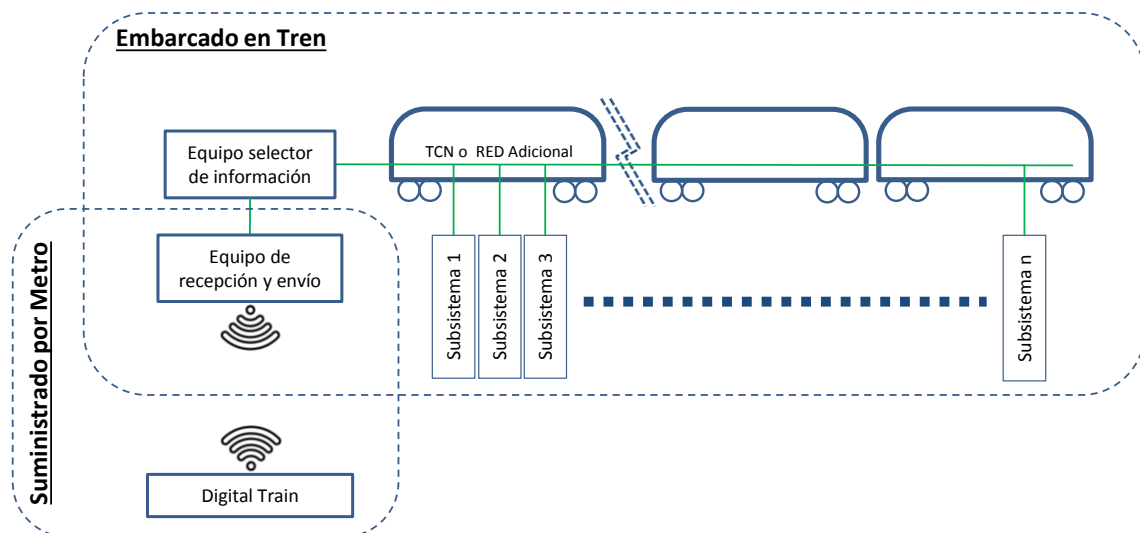 Embarcado en Tren
Equipo selector
de información
TCN o RED Adicional
Equipo de
recepción y envío
Subsistema 1
Subsistema 2
Subsistema 3
Subsistema n
Suministrado por Metro
Digital Train